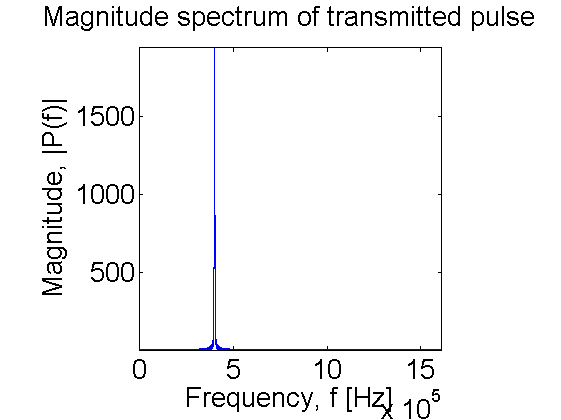 Magnitude spectrum of transmitted pulse
Magnitude, |P(f)|
1500
1000
500
0 5 10 15
Frequency, f [Hz]
x 10^5